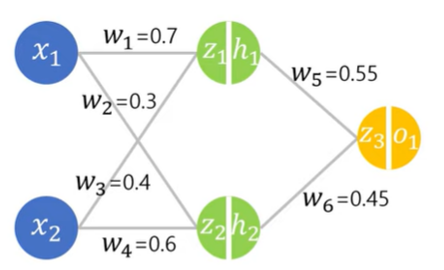 x₁ w₁=0.7 z₁ h₁
w₅=0.55
w₂=0.3
z₃ o₁
w₃=0.4
w₆=0.45
x₂ w₄=0.6 z₂ h₂